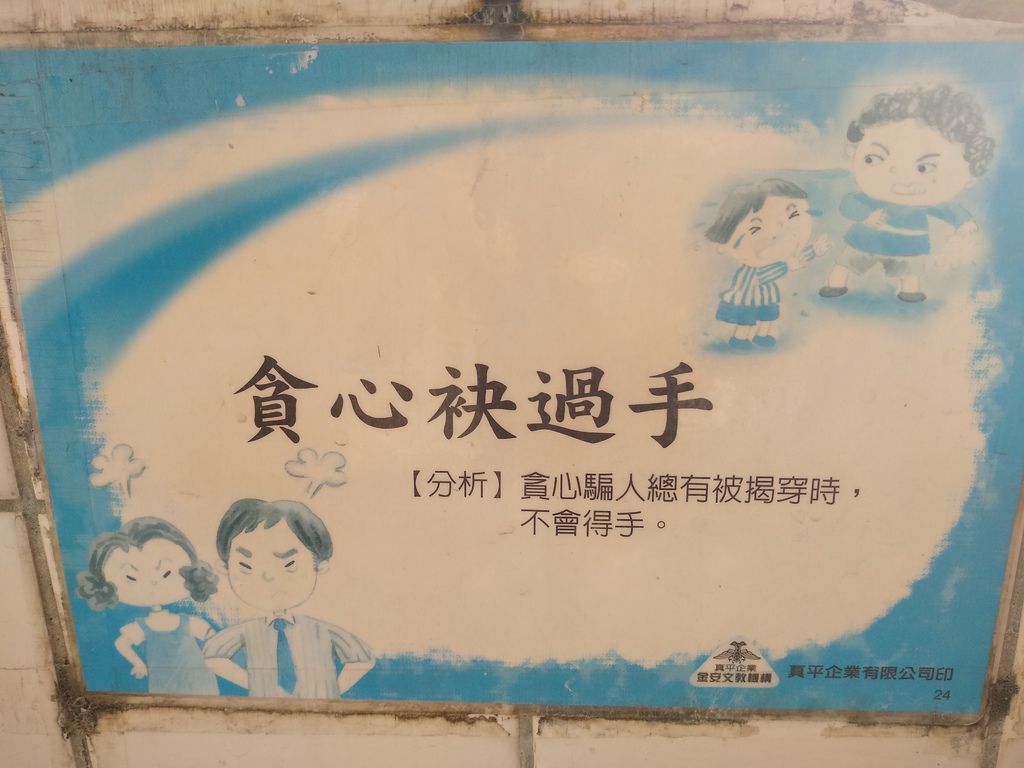 貪心袂過手
【分析】貪心騙人總有被揭穿時，
不會得手。
真平企業
金安文教機構
真平企業有限公司印
24